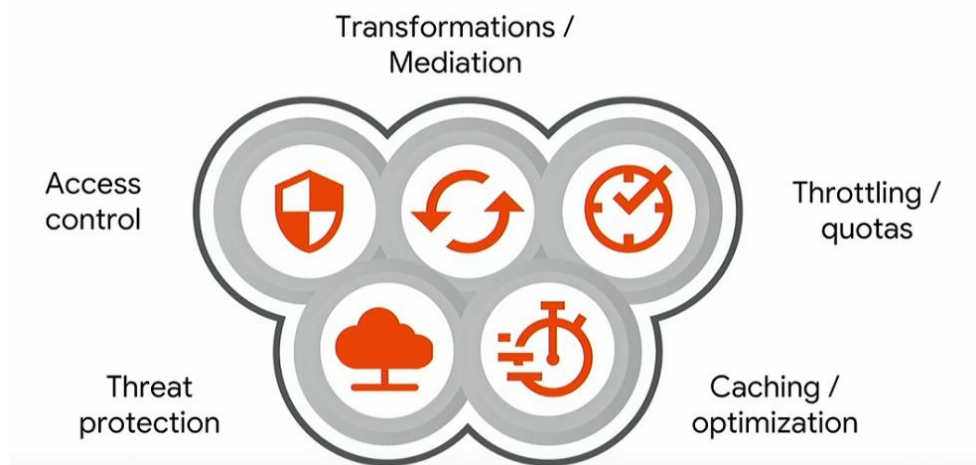 Transformations /
Mediation
Access
control
Throttling /
quotas
Threat
protection
Caching /
optimization